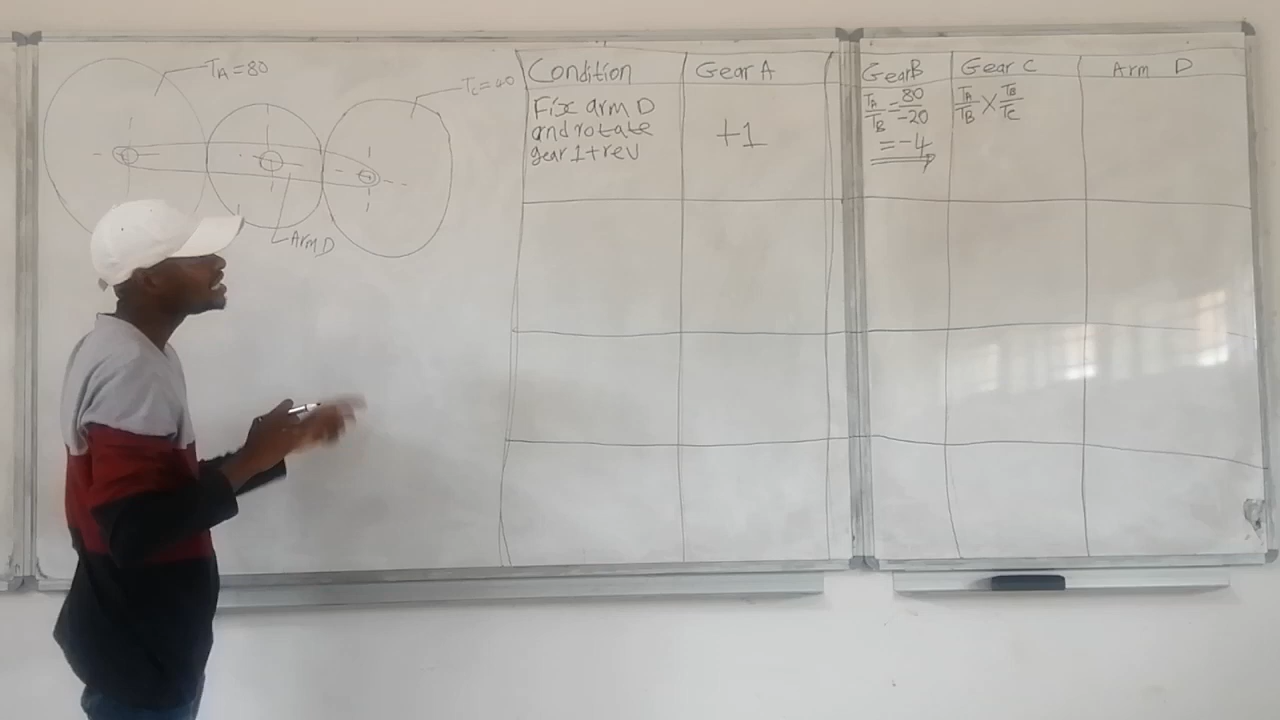 TA = 80
TC = 40
Arm D
Condition
Gear A
Gear B
Gear C
Arm D
Fix arm D
and rotate
gear 1 + rev
+1
TA/TB = 80/-20
= -4
TA/TB × TB/TC